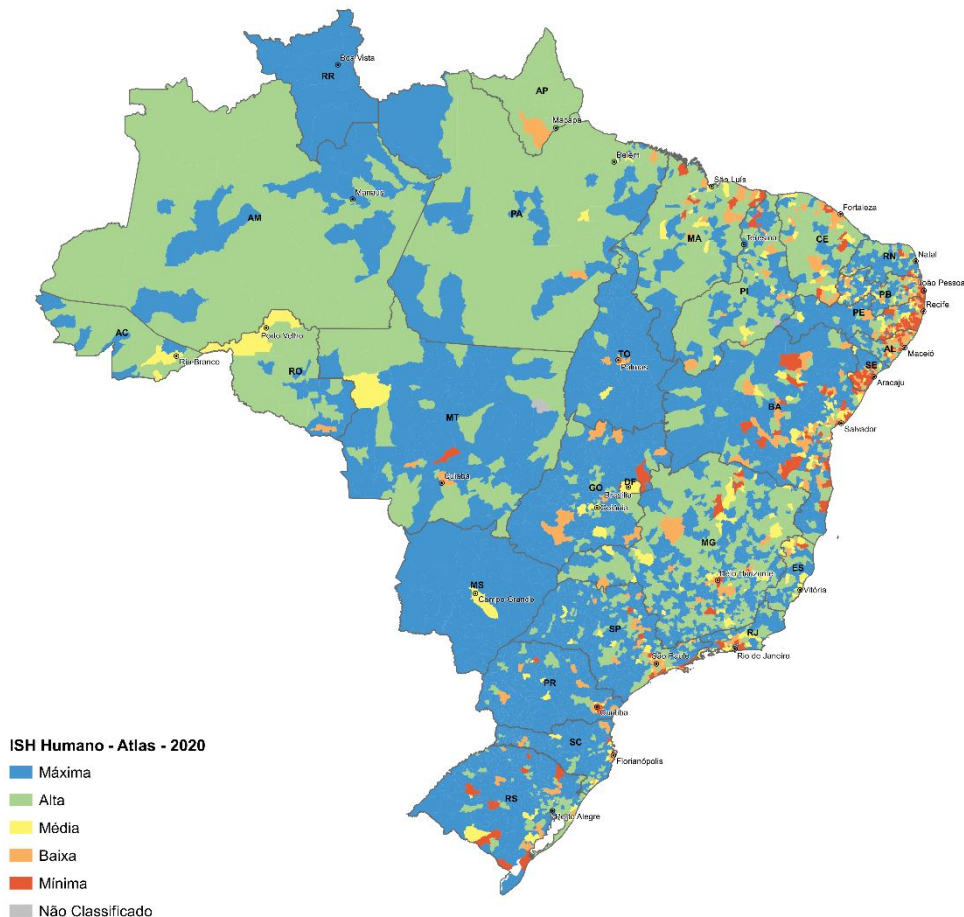 Boa Vista
RR
AP
Macapá
Belém
São Luís
Manaus
Fortaleza
AM
PA
MA
Teresina
CE
RN
Natal
PI
PB
João Pessoa
PE
Recife
AC
Porto Velho
AL
Maceió
Rio Branco
TO
Palmas
SE
Aracaju
RO
MT
BA
Salvador
Cuiabá
GO
DF
Brasília
Goiânia
MG
MS
Campo Grande
Belo Horizonte
ES
Vitória
SP
RJ
São Paulo
Rio de Janeiro
PR
Curitiba
SC
Florianópolis
RS
Porto Alegre
ISH Humano - Atlas - 2020
Máxima
Alta
Média
Baixa
Mínima
Não Classificado